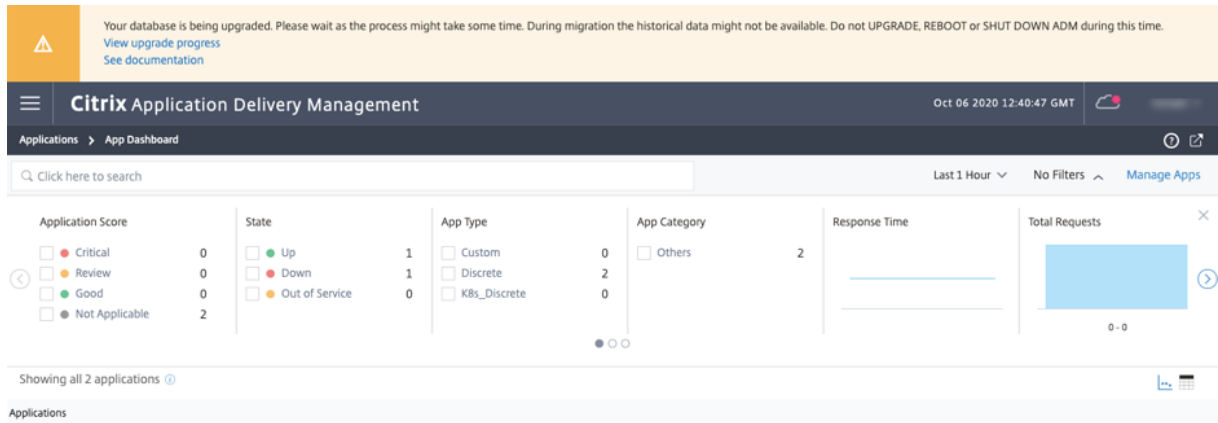 Your database is being upgraded. Please wait as the process might take some time. During migration the historical data might not be available. Do not UPGRADE, REBOOT or SHUT DOWN ADM during this time.
View upgrade progress
See documentation
Citrix Application Delivery Management
Oct 06 2020 12:40:47 GMT
Applications > App Dashboard
Click here to search
Last 1 Hour
No Filters
Manage Apps
Application Score
Critical 0
Review 0
Good 0
Not Applicable 2
State
Up 1
Down 1
Out of Service 0
App Type
Custom 0
Discrete 2
K8s_Discrete 0
App Category
Others 2
Response Time
Total Requests
0 - 0
Showing all 2 applications
Applications